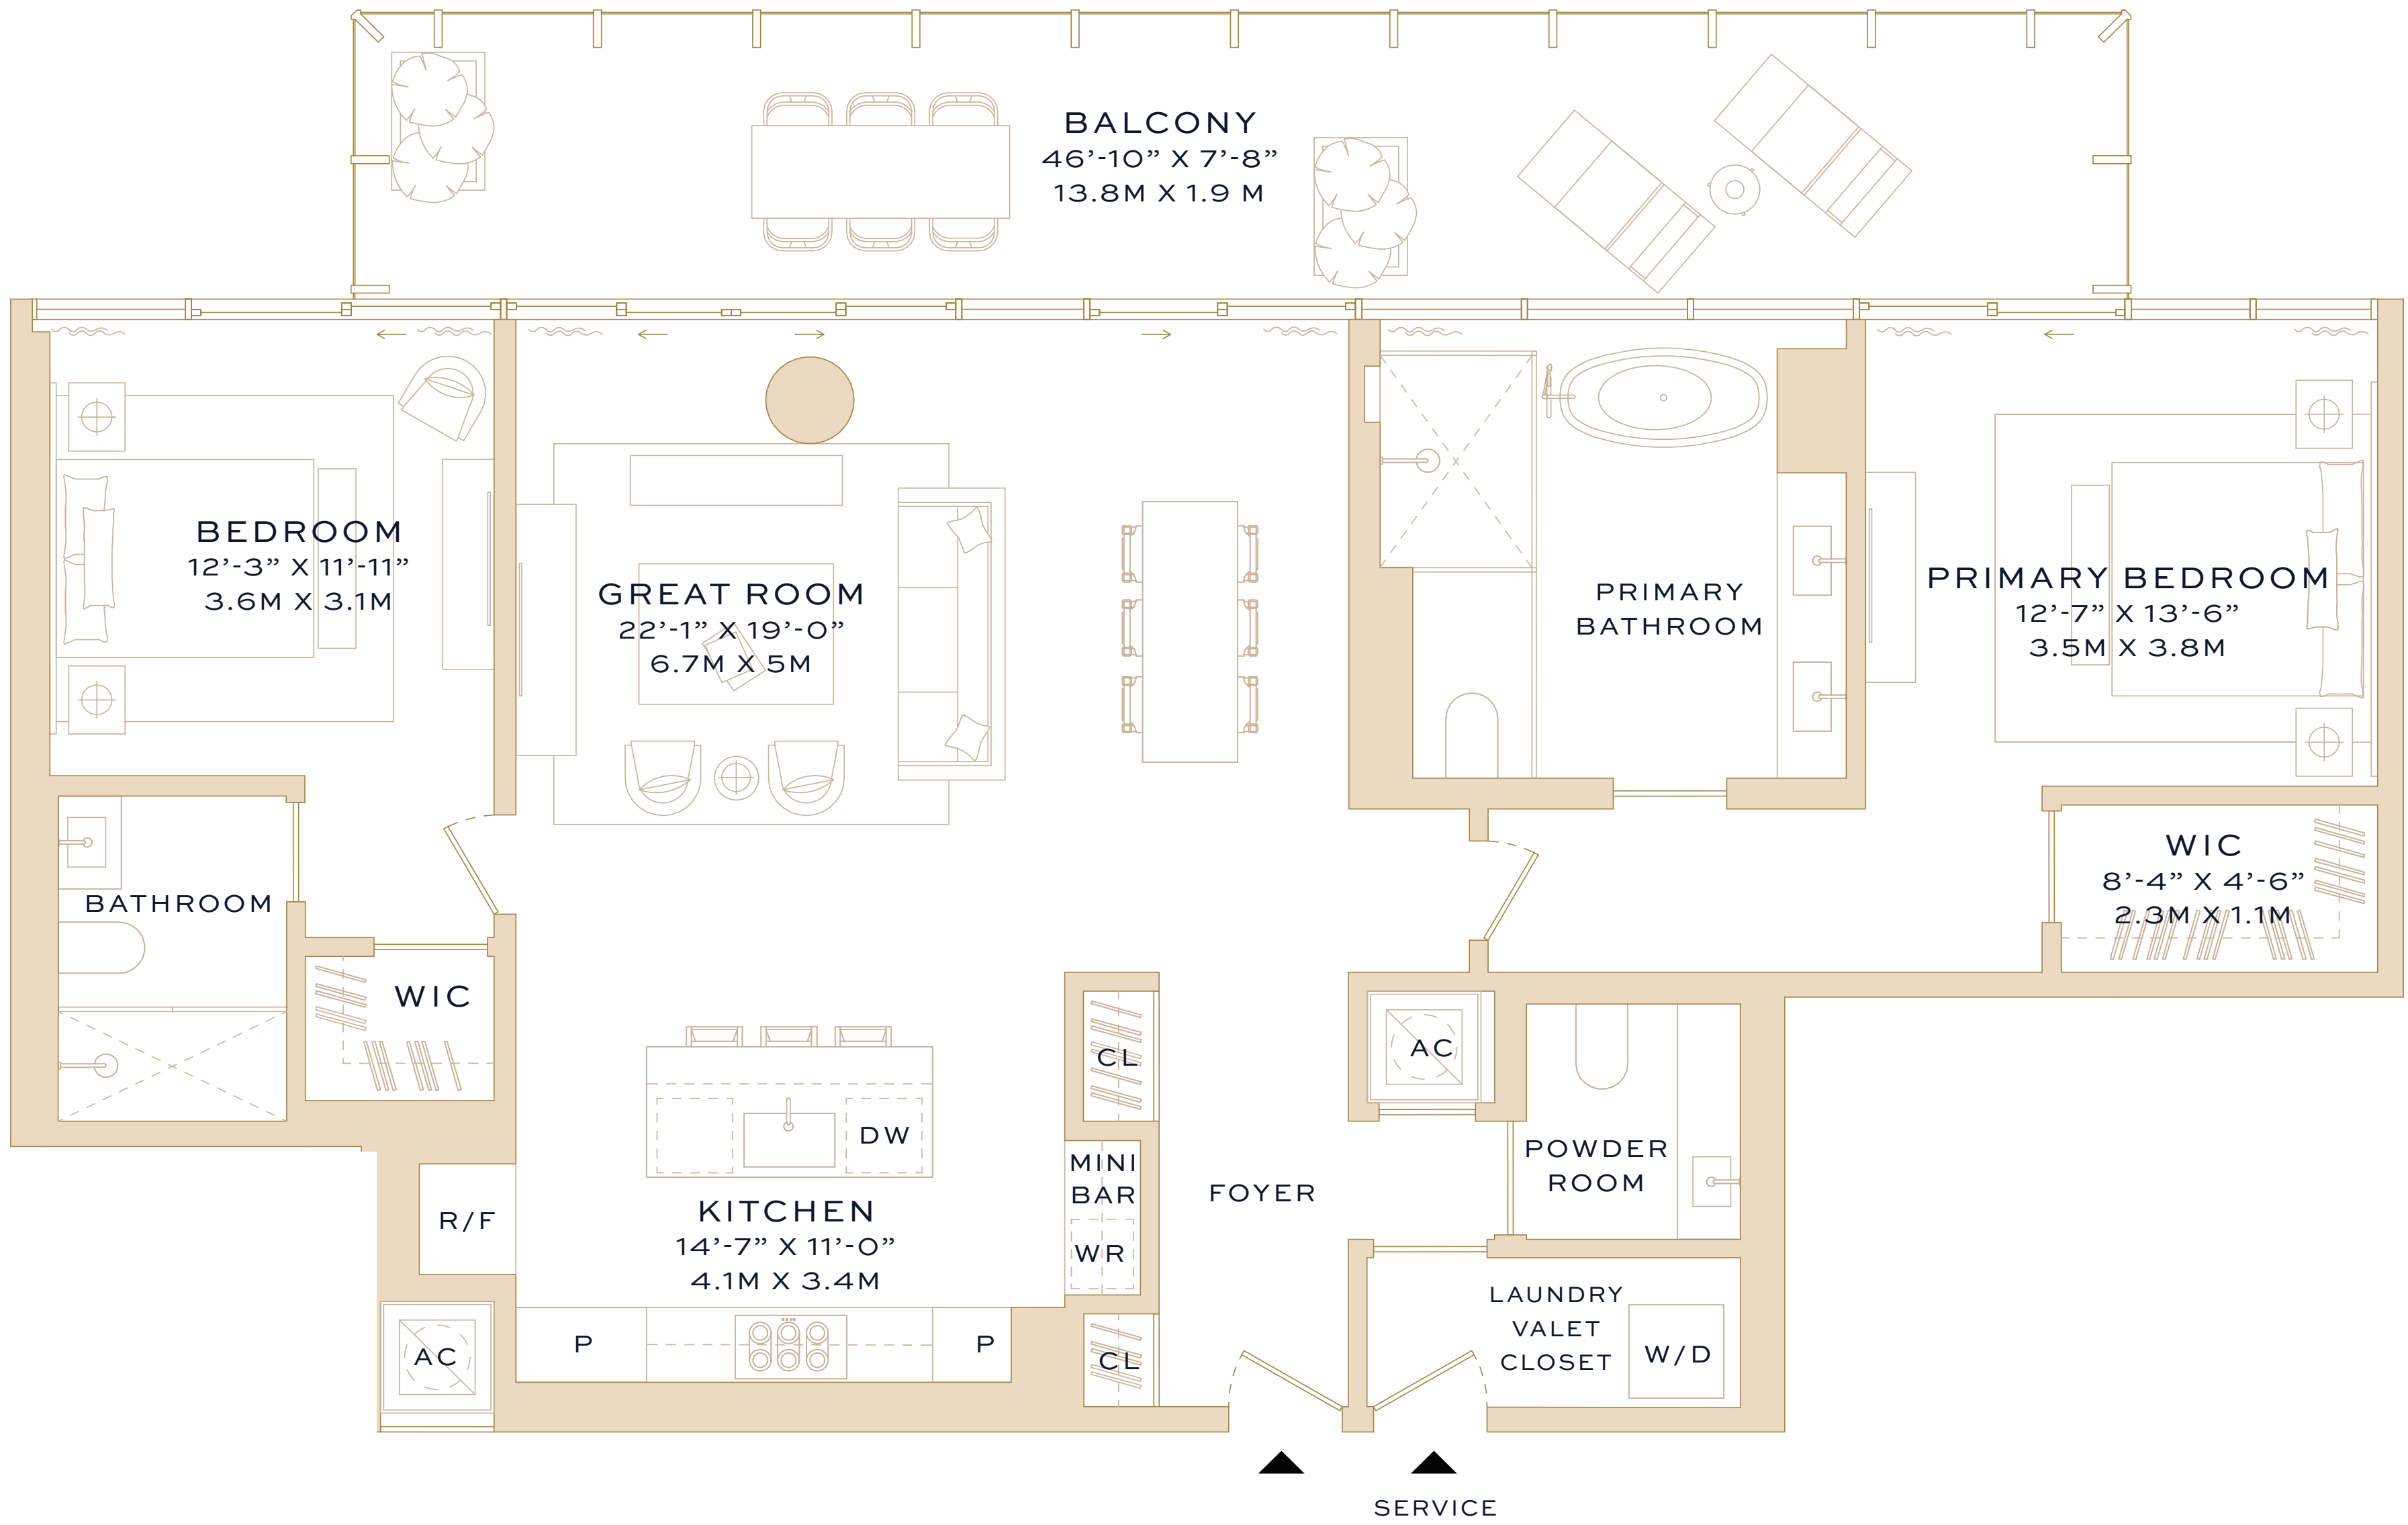 BALCONY
46’-10” X 7’-8”
13.8M X 1.9 M
BEDROOM
12’-3” X 11’-11”
3.6M X 3.1M
GREAT ROOM
22’-1” X 19’-0”
6.7M X 5M
PRIMARY
BATHROOM
PRIMARY BEDROOM
12’-7” X 13’-6”
3.5M X 3.8M
BATHROOM
WIC
WIC
8’-4” X 4’-6”
2.3M X 1.1M
CL
AC
DW
MINI
BAR
WR
FOYER
POWDER
ROOM
R/F
KITCHEN
14’-7” X 11’-0”
4.1M X 3.4M
AC
P
P
CL
LAUNDRY
VALET
CLOSET
W/D
SERVICE